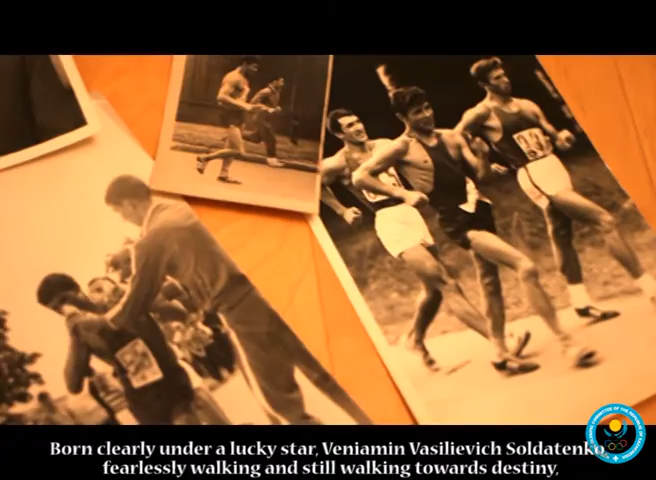 Born clearly under a lucky star, Veniamin Vasilievich Soldatenko,
fearlessly walking and still walking towards destiny,